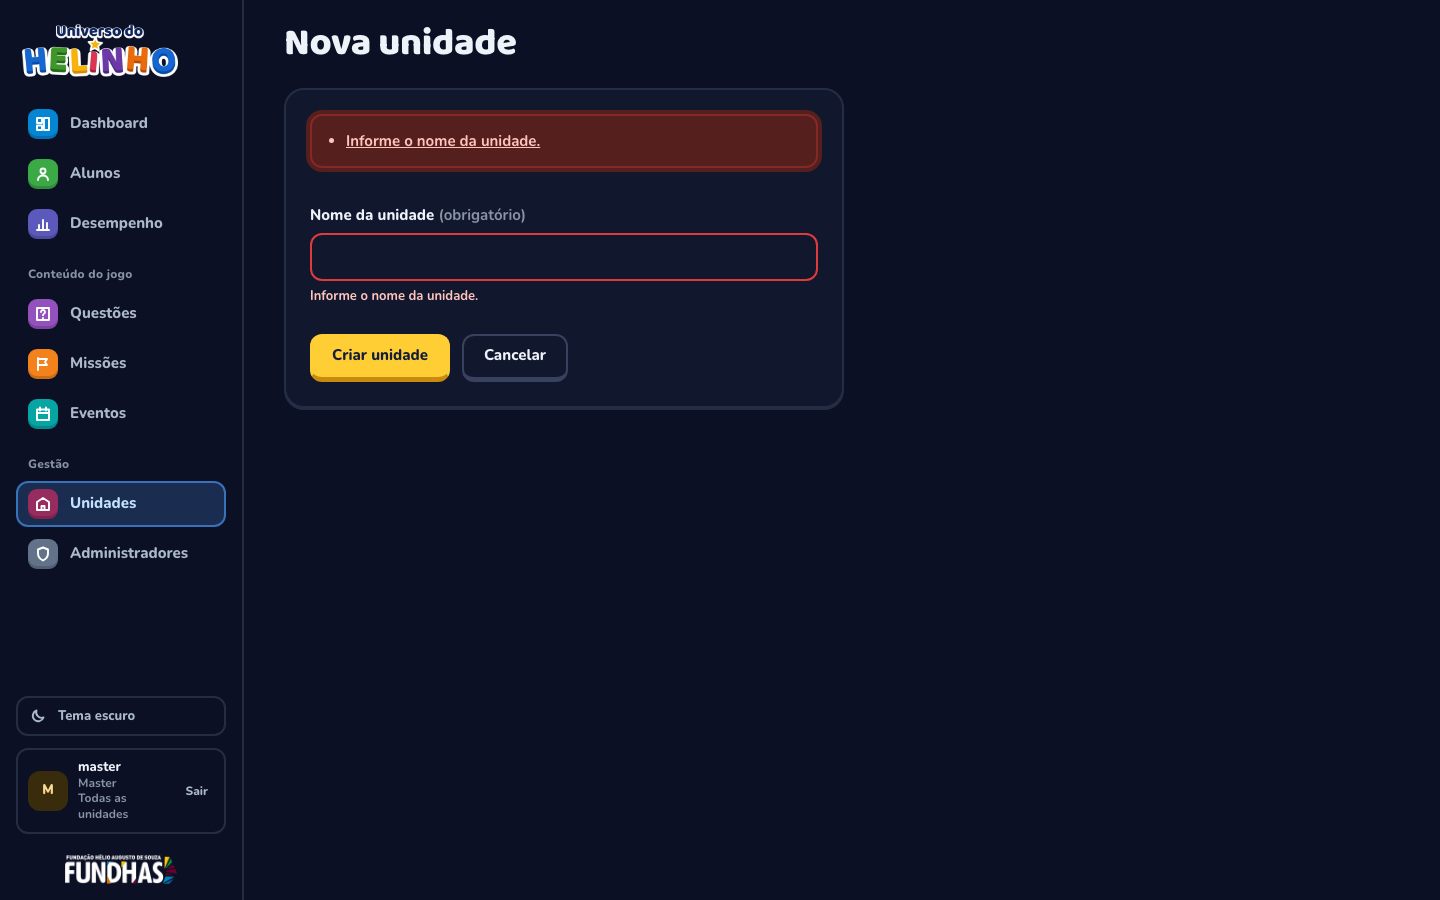 Universo do
HELINHO
Dashboard
Alunos
Desempenho
Conteúdo do jogo
Questões
Missões
Eventos
Gestão
Unidades
Administradores
Tema escuro
M
master
Master
Todas as
unidades
Sair
FUNDAÇÃO HÉLIO AUGUSTO DE SOUZA
FUNDHAS
Nova unidade
Informe o nome da unidade.
Nome da unidade (obrigatório)
Informe o nome da unidade.
Criar unidade
Cancelar